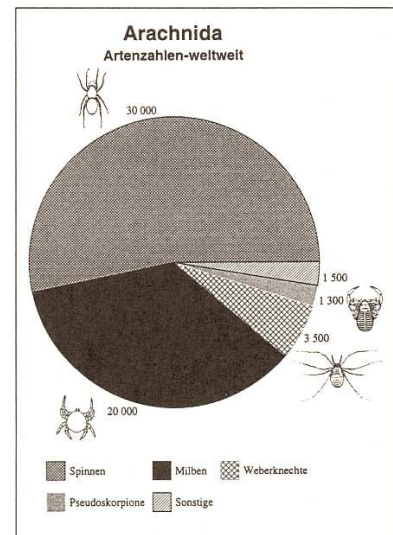 Arachnida
Artenzahlen-weltweit
30 000
1 500
1 300
3 500
20 000
Spinnen Milben Weberknechte
Pseudoskorpione Sonstige